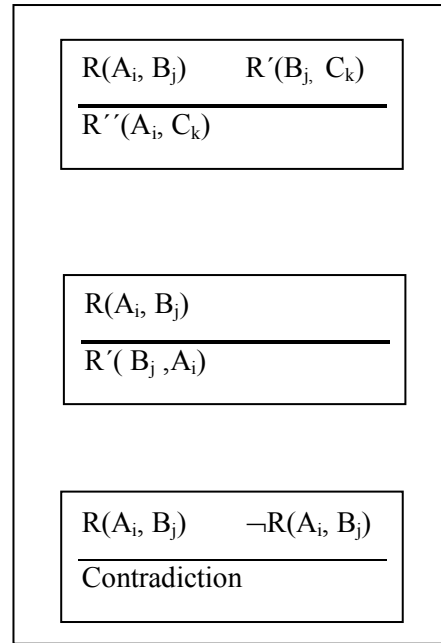 R(Aᵢ, Bⱼ) R´(Bⱼ, Cₖ)
R´´(Aᵢ, Cₖ)
R(Aᵢ, Bⱼ)
R´( Bⱼ ,Aᵢ)
R(Aᵢ, Bⱼ) ¬R(Aᵢ, Bⱼ)
Contradiction